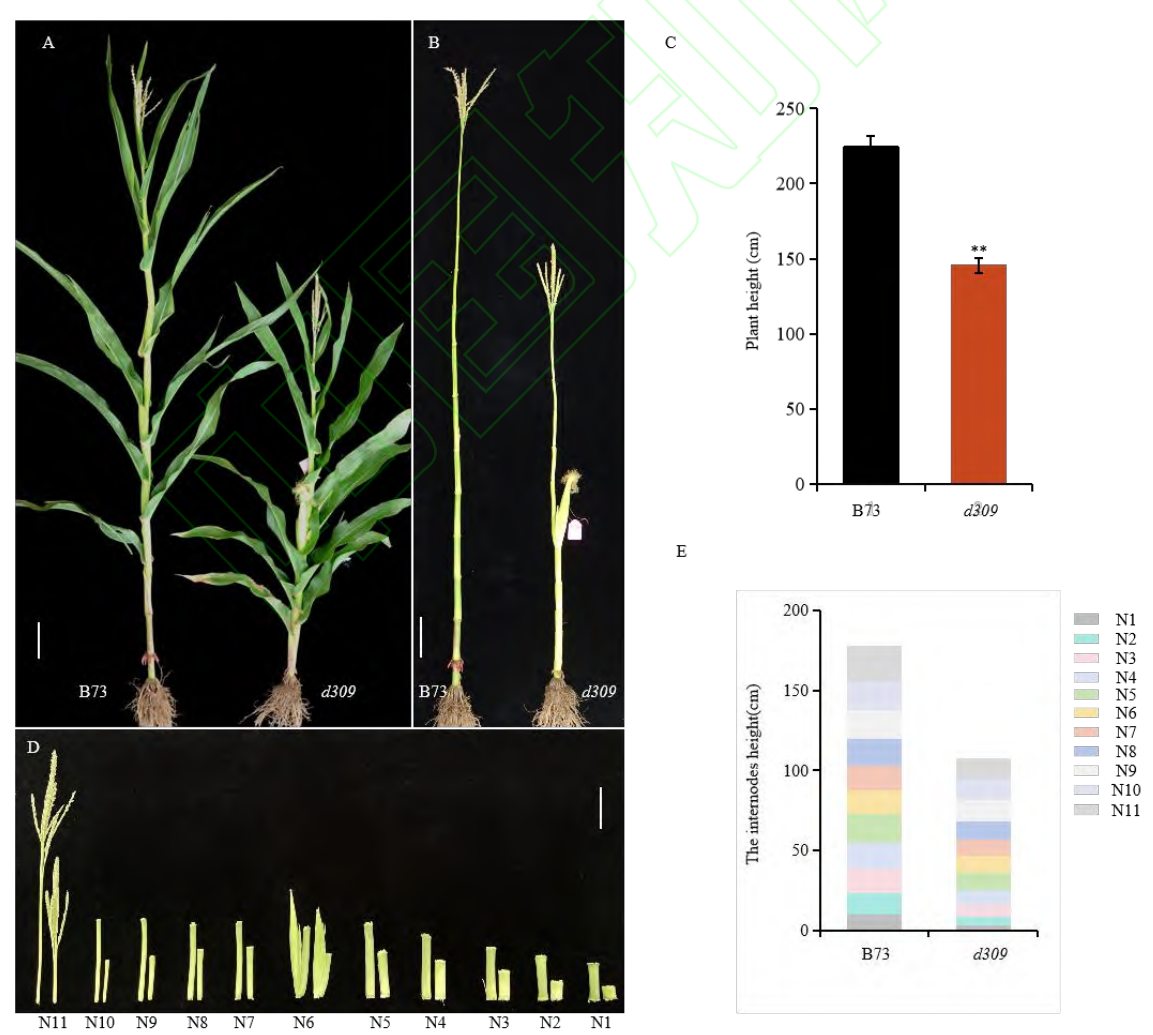 A
B73
d309
B
B73
d309
C
Plant height (cm)
250
200
150
100
50
0
**
B73
d309
D
N11 N10 N9 N8 N7 N6 N5 N4 N3 N2 N1
E
The internodes height(cm)
200
150
100
50
0
B73
d309
N1
N2
N3
N4
N5
N6
N7
N8
N9
N10
N11